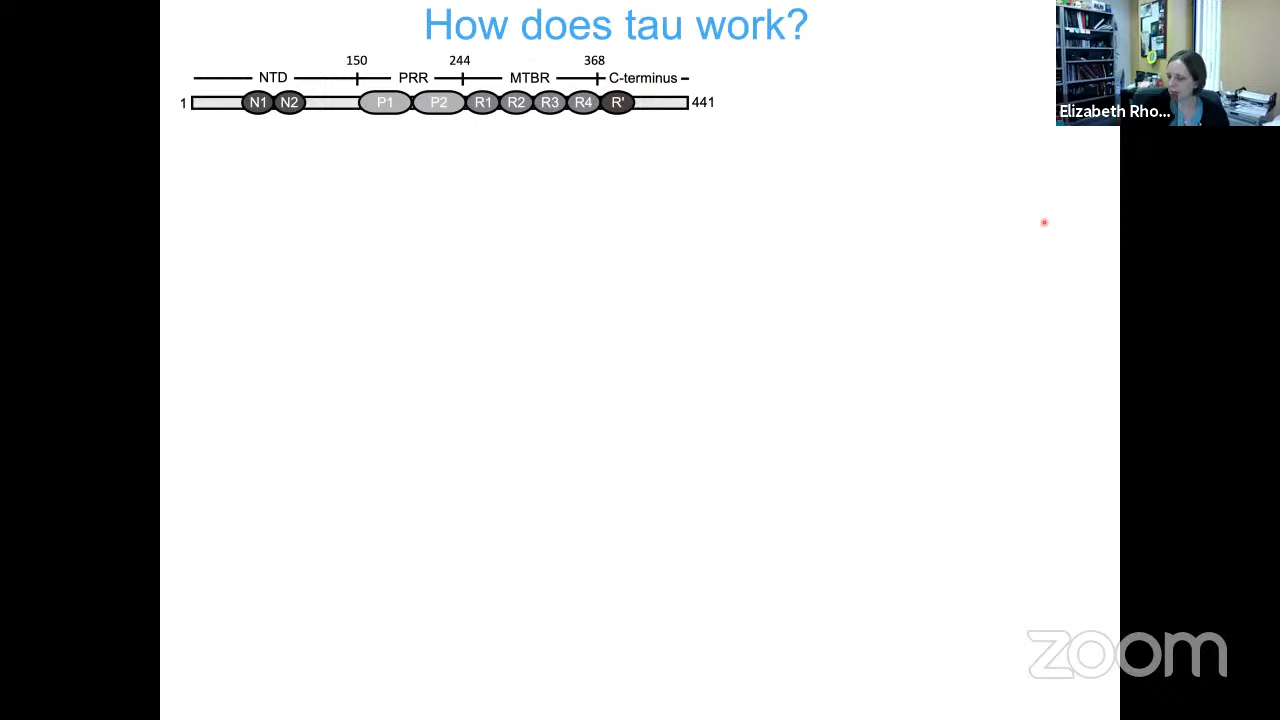 How does tau work?
150 244 368
NTD PRR MTBR C-terminus
1 N1 N2 P1 P2 R1 R2 R3 R4 R' 441
Elizabeth Rho...
zoom